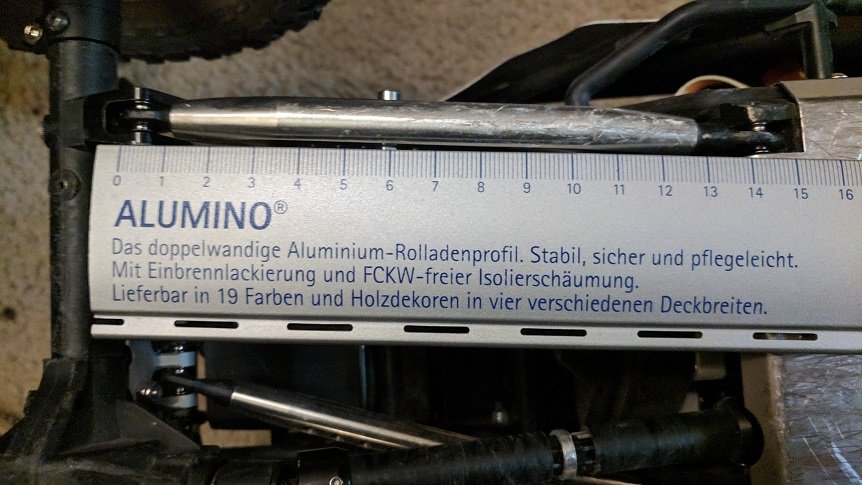 0 1 2 3 4 5 6 7 8 9 10 11 12 13 14 15 16
ALUMINO®
Das doppelwandige Aluminium-Rolladenprofil. Stabil, sicher und pflegeleicht.
Mit Einbrennlackierung und FCKW-freier Isolierschäumung.
Lieferbar in 19 Farben und Holzdekoren in vier verschiedenen Deckbreiten.